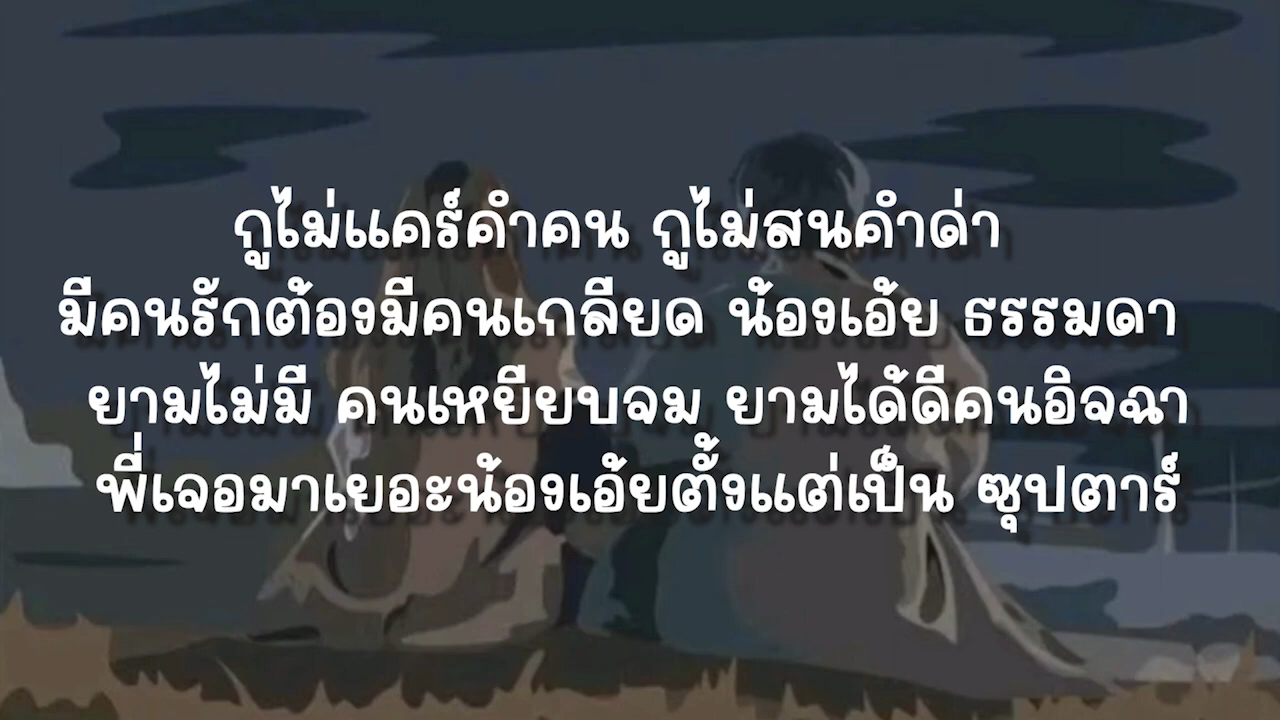 กูไม่แคร์คำคน กูไม่สนคำด่า
มีคนรักต้องมีคนเกลียด น้องเอ้ย ธรรมดา
ยามไม่มี คนเหยียบจม ยามได้ดีคนอิจฉา
พี่เจอมาเยอะน้องเอ้ยตั้งแต่เป็น ซุปตาร์